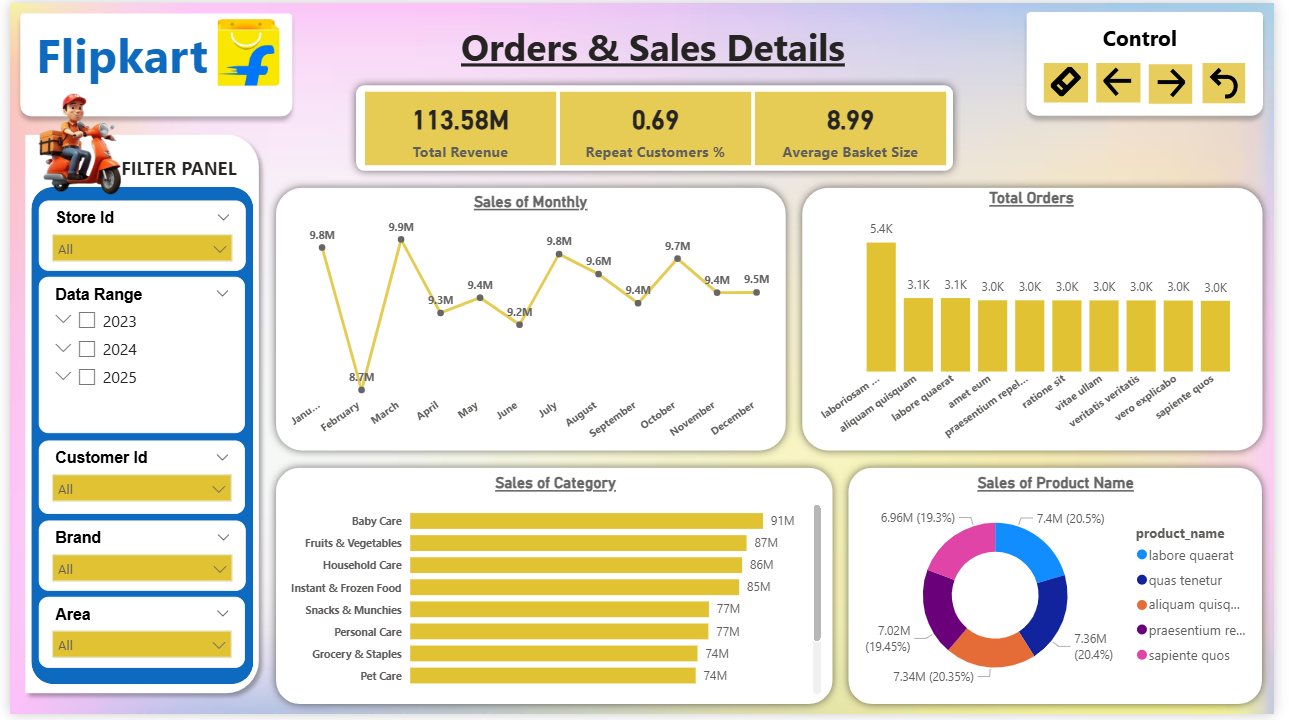 Flipkart
Orders & Sales Details
Control
113.58M
Total Revenue
0.69
Repeat Customers %
8.99
Average Basket Size
FILTER PANEL
Store Id
All
Data Range
2023
2024
2025
Customer Id
All
Brand
All
Area
All
Sales of Monthly
9.8M
8.7M
9.9M
9.3M
9.4M
9.2M
9.8M
9.6M
9.4M
9.7M
9.4M
9.5M
Janu...
February
March
April
May
June
July
August
September
October
November
December
Total Orders
5.4K
3.1K
3.1K
3.0K
3.0K
3.0K
3.0K
3.0K
3.0K
3.0K
laboriosam ...
aliquam quisquam
labore quaerat
amet eum
praesentium repel...
ratione sit
vitae ullam
veritatis veritatis
vero explicabo
sapiente quos
Sales of Category
Baby Care 91M
Fruits & Vegetables 87M
Household Care 86M
Instant & Frozen Food 85M
Snacks & Munchies 77M
Personal Care 77M
Grocery & Staples 74M
Pet Care 74M
Sales of Product Name
6.96M (19.3%)
7.4M (20.5%)
7.02M
(19.45%)
7.36M
(20.4%)
7.34M (20.35%)
product_name
labore quaerat
quas tenetur
aliquam quisq...
praesentium re...
sapiente quos